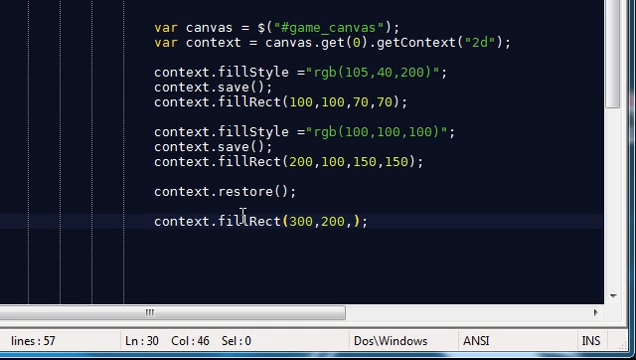 var canvas = $("#game_canvas");
var context = canvas.get(0).getContext("2d");
context.fillStyle ="rgb(105,40,200)";
context.save();
context.fillRect(100,100,70,70);
context.fillStyle ="rgb(100,100,100)";
context.save();
context.fillRect(200,100,150,150);
context.restore();
context.fillRect(300,200,);
lines : 57 Ln : 30 Col : 46 Sel : 0 Dos\Windows ANSI INS